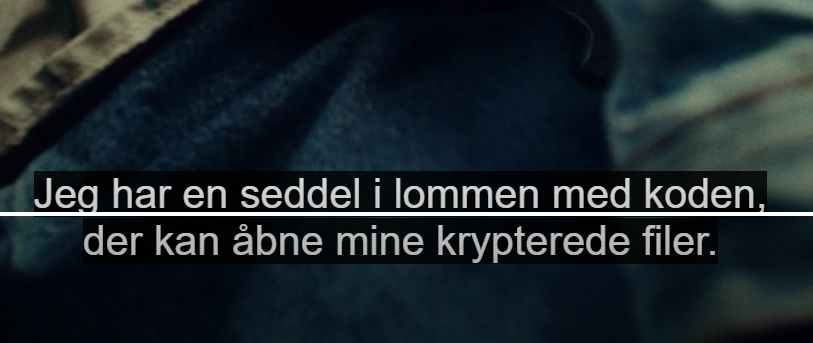 Jeg har en seddel i lommen med koden,
der kan åbne mine krypterede filer.